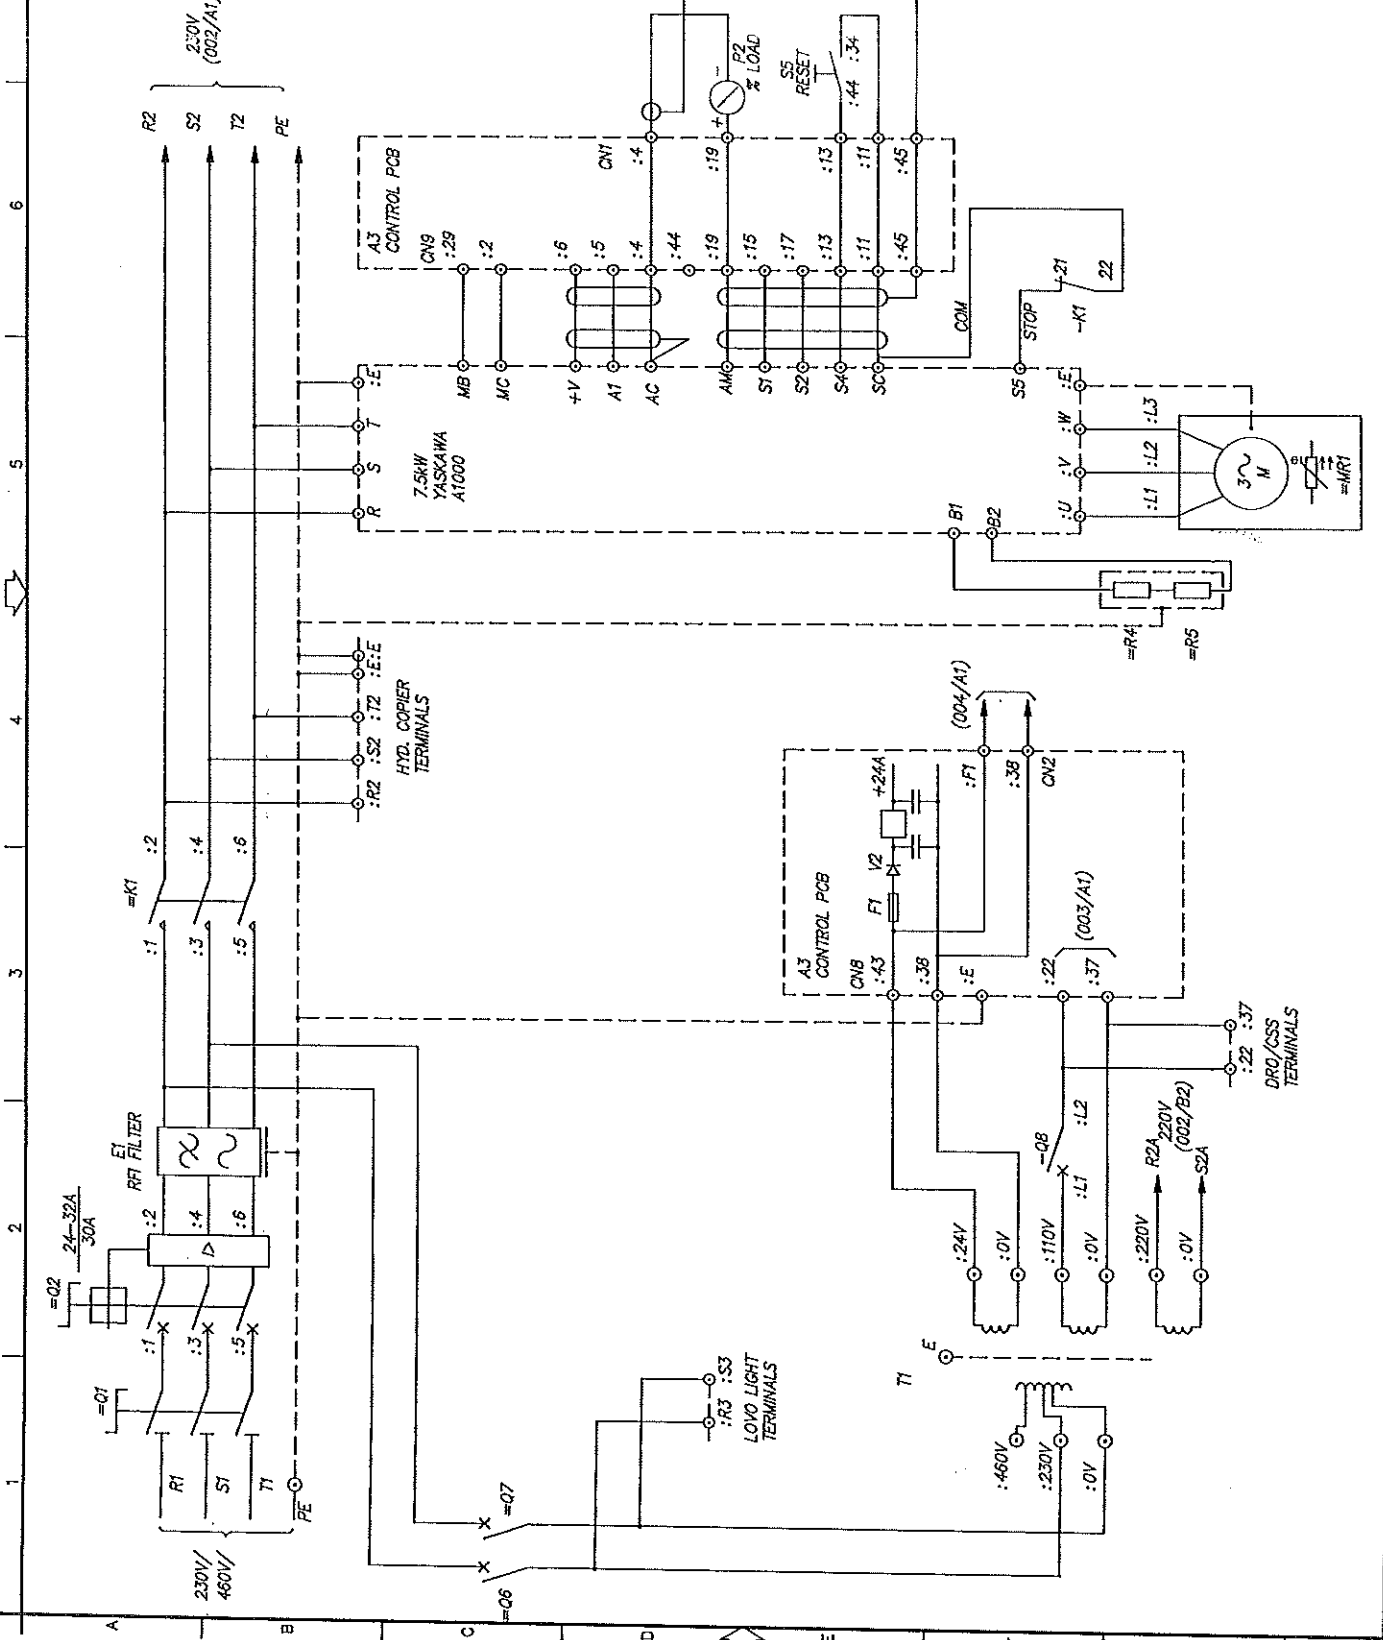 1
2
3
4
5
6
A
B
C
D
E
230V/
460V/
R1
S1
T1
PE
=Q1
=Q2
24-32A
30A
:1
:3
:5
:2
:4
:6
E1
RFI FILTER
=K1
:1
:3
:5
:2
:4
:6
R2
S2
T2
PE
230V
(002/A1)
:R2
:S2
:T2
:E
:E
HYD. COPIER
TERMINALS
R
S
T
:E
7.5kW
YASKAWA
A1000
MB
MC
+V
A1
AC
AM
S1
S2
S4
SC
S5
A3
CONTROL PCB
CN9
:29
:2
:6
:5
:4
:44
:19
:15
:17
:13
:11
:45
CN1
:4
:19
:13
:11
:45
P2
% LOAD
-
+
S5
RESET
:44
:34
COM
STOP
-K1
21
22
B1
B2
:U
:V
:W
:E
:L1
:L2
:L3
3~
M
=MR1
=R4
=R5
=Q6
=Q7
:R3
:S3
LOVO LIGHT
TERMINALS
T1
E
:460V
:230V
:0V
:24V
:0V
:110V
:0V
:220V
:0V
-Q8
:L1
:L2
R2A
220V
(002/B2)
S2A
:22
:37
DRO/CSS
TERMINALS
A3
CONTROL PCB
CN8
:43
:38
:E
:22
:37
(003/A1)
F1
V2
+24A
:F1
:38
CN2
(004/A1)